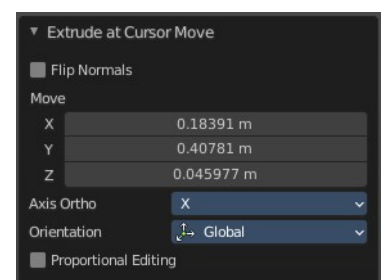 Extrude at Cursor Move
Flip Normals
Move
X 0.18391 m
Y 0.40781 m
Z 0.045977 m
Axis Ortho X
Orientation Global
Proportional Editing